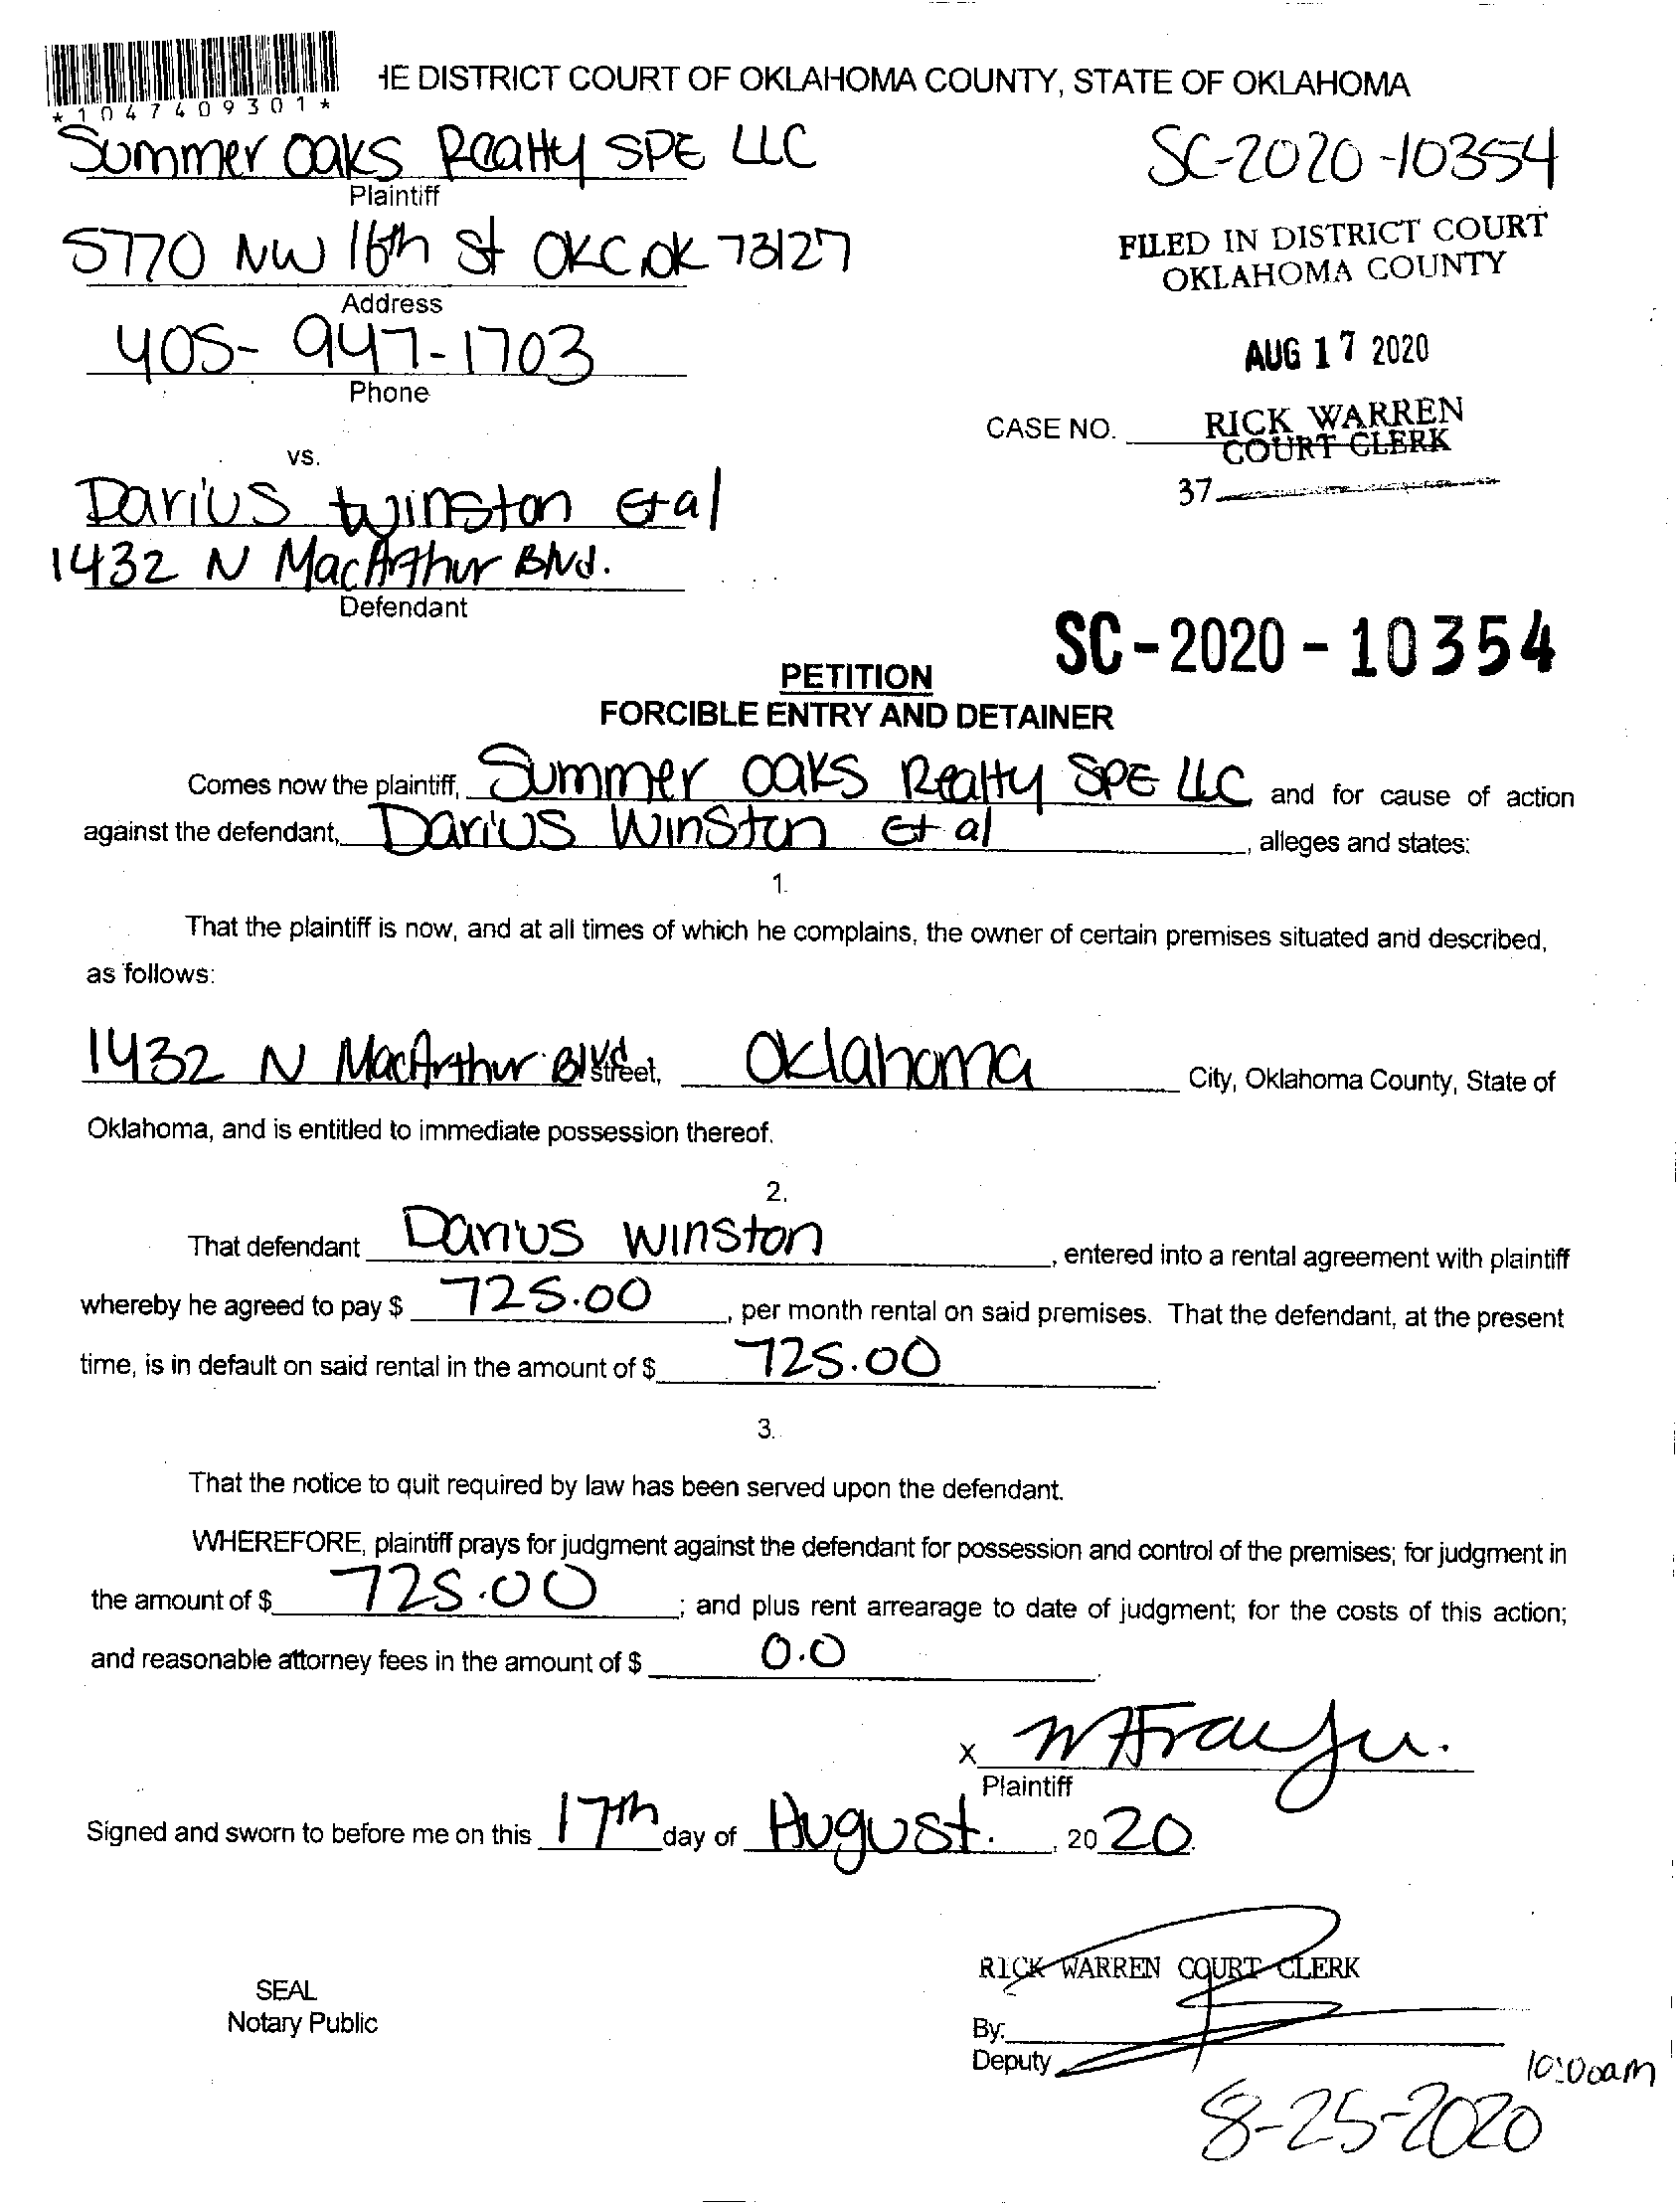 *1047409301*
HE DISTRICT COURT OF OKLAHOMA COUNTY, STATE OF OKLAHOMA
Summer Oaks Realty SPE LLC
Plaintiff
SC-2020-10354
5770 NW 16th St OKC, OK 73127
Address
FILED IN DISTRICT COURT
OKLAHOMA COUNTY
405-947-1703
Phone
AUG 17 2020
CASE NO.
RICK WARREN
COURT CLERK
37
vs.
Darius Winston et al
1432 N MacArthur Blvd.
Defendant
SC-2020-10354
PETITION
FORCIBLE ENTRY AND DETAINER
Comes now the plaintiff, Summer Oaks Realty SPE LLC and for cause of action
against the defendant, Darius Winston et al, alleges and states:
1.
That the plaintiff is now, and at all times of which he complains, the owner of certain premises situated and described,
as follows:
1432 N MacArthur Blvd Street, Oklahoma City, Oklahoma County, State of
Oklahoma, and is entitled to immediate possession thereof.
2.
That defendant Darius Winston, entered into a rental agreement with plaintiff
whereby he agreed to pay $ 725.00, per month rental on said premises. That the defendant, at the present
time, is in default on said rental in the amount of $ 725.00.
3.
That the notice to quit required by law has been served upon the defendant.
WHEREFORE, plaintiff prays for judgment against the defendant for possession and control of the premises; for judgment in
the amount of $ 725.00; and plus rent arrearage to date of judgment; for the costs of this action;
and reasonable attorney fees in the amount of $ 0.0.
X
Plaintiff
Signed and sworn to before me on this 17th day of August, 2020.
RICK WARREN COURT CLERK
SEAL
Notary Public
By:
Deputy
10:00am
8-25-2020